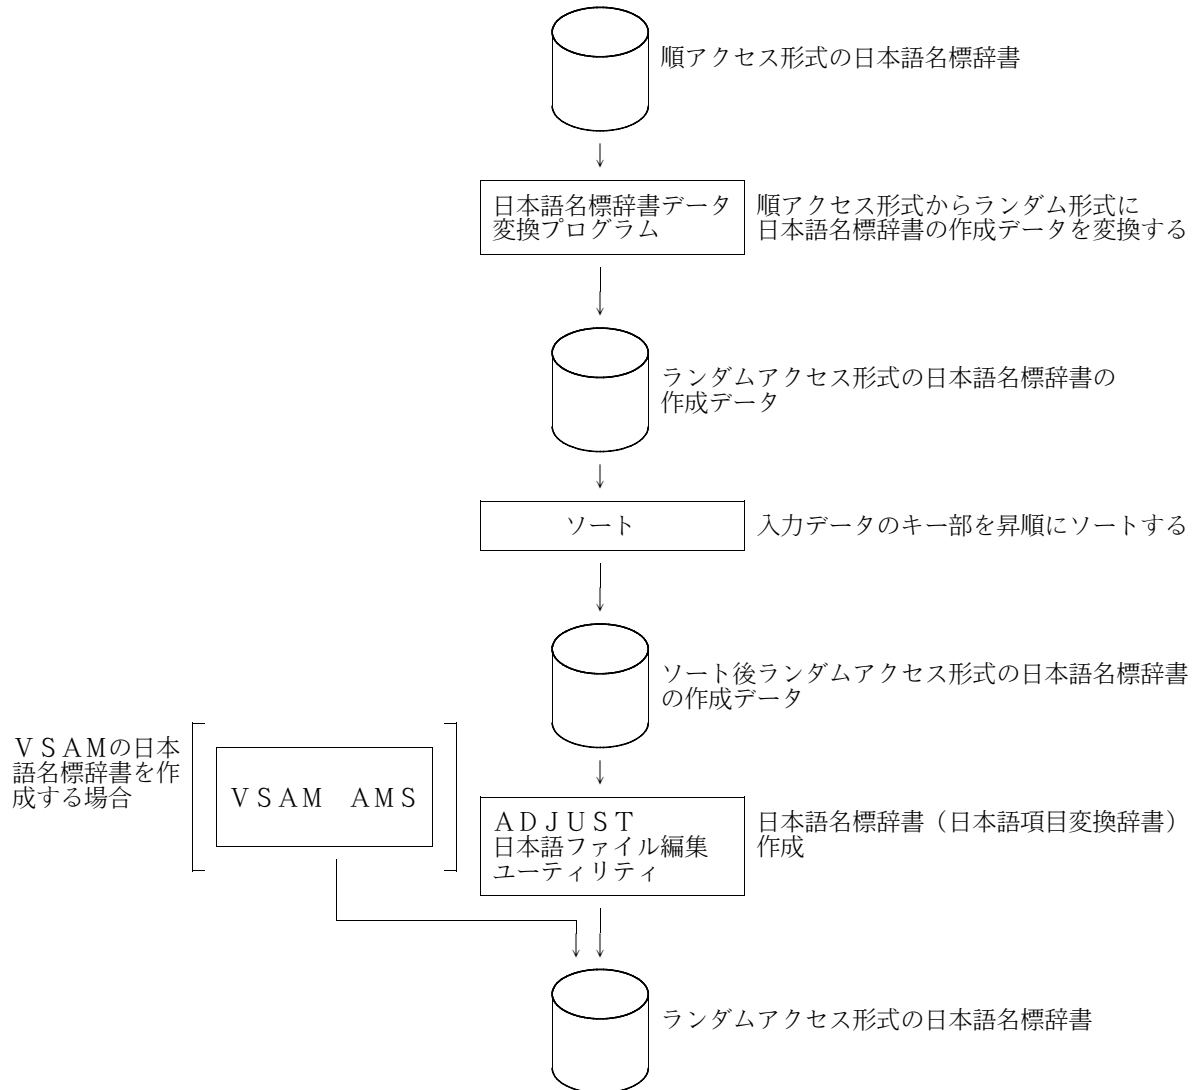 順アクセス形式の日本語名標辞書
日本語名標辞書データ
変換プログラム
順アクセス形式からランダム形式に
日本語名標辞書の作成データを変換する
ランダムアクセス形式の日本語名標辞書の
作成データ
ソート
入力データのキー部を昇順にソートする
ソート後ランダムアクセス形式の日本語名標辞書
の作成データ
VSAMの日本
語名標辞書を作
成する場合
VSAM AMS
ADJUST
日本語ファイル編集
ユーティリティ
日本語名標辞書（日本語項目変換辞書）
作成
ランダムアクセス形式の日本語名標辞書